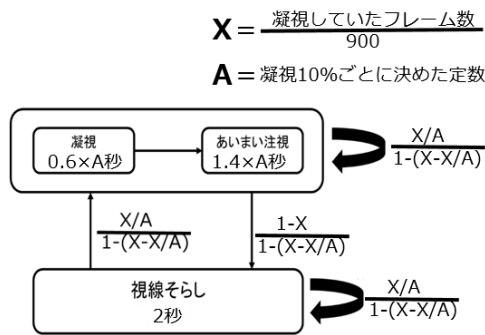 X = 凝視していたフレーム数
900
A = 凝視10%ごとに決めた定数
凝視
0.6×A秒
あいまい注視
1.4×A秒
X/A
1-(X-X/A)
X/A
1-(X-X/A)
1-X
1-(X-X/A)
視線そらし
2秒
X/A
1-(X-X/A)